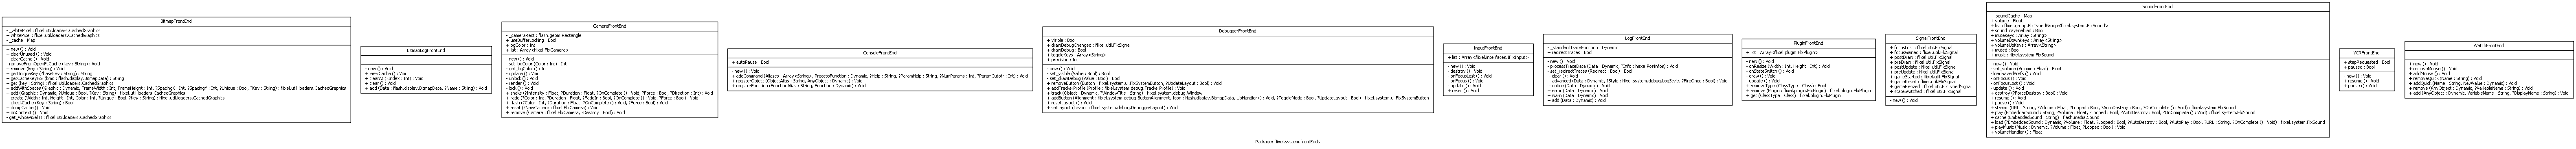 BitmapFrontEnd
- _whitePixel : flixel.util.loaders.CachedGraphics
+ whitePixel : flixel.util.loaders.CachedGraphics
- _cache : Map
+ new () : Void
+ clearUnused () : Void
+ clearCache () : Void
- removeFromOpenFLCache (key : String) : Void
+ remove (key : String) : Void
+ getUniqueKey (?baseKey : String) : String
+ getCacheKeyFor (bmd : flash.display.BitmapData) : String
+ get (key : String) : flixel.util.loaders.CachedGraphics
+ addWithSpaces (Graphic : Dynamic, FrameWidth : Int, FrameHeight : Int, ?SpacingX : Int, ?SpacingY : Int, ?Unique : Bool, ?Key : String) : flixel.util.loaders.CachedGraphics
+ add (Graphic : Dynamic, ?Unique : Bool, ?Key : String) : flixel.util.loaders.CachedGraphics
+ create (Width : Int, Height : Int, Color : Int, ?Unique : Bool, ?Key : String) : flixel.util.loaders.CachedGraphics
+ checkCache (Key : String) : Bool
+ dumpCache () : Void
+ onContext () : Void
- get_whitePixel () : flixel.util.loaders.CachedGraphics
BitmapLogFrontEnd
- new () : Void
+ viewCache () : Void
+ clearAt (?Index : Int) : Void
+ clear () : Void
+ add (Data : flash.display.BitmapData, ?Name : String) : Void
CameraFrontEnd
- _cameraRect : flash.geom.Rectangle
+ useBufferLocking : Bool
+ bgColor : Int
+ list : Array<flixel.FlxCamera>
- new () : Void
- set_bgColor (Color : Int) : Int
- get_bgColor () : Int
- update () : Void
- unlock () : Void
- render () : Void
- lock () : Void
+ shake (?Intensity : Float, ?Duration : Float, ?OnComplete () : Void, ?Force : Bool, ?Direction : Int) : Void
+ fade (?Color : Int, ?Duration : Float, ?FadeIn : Bool, ?OnComplete () : Void, ?Force : Bool) : Void
+ flash (?Color : Int, ?Duration : Float, ?OnComplete () : Void, ?Force : Bool) : Void
+ reset (?NewCamera : flixel.FlxCamera) : Void
+ remove (Camera : flixel.FlxCamera, ?Destroy : Bool) : Void
ConsoleFrontEnd
+ autoPause : Bool
- new () : Void
+ addCommand (Aliases : Array<String>, ProcessFunction : Dynamic, ?Help : String, ?ParamHelp : String, ?NumParams : Int, ?ParamCutoff : Int) : Void
+ registerObject (ObjectAlias : String, AnyObject : Dynamic) : Void
+ registerFunction (FunctionAlias : String, Function : Dynamic) : Void
DebuggerFrontEnd
+ visible : Bool
+ drawDebugChanged : flixel.util.FlxSignal
+ drawDebug : Bool
+ toggleKeys : Array<String>
+ precision : Int
- new () : Void
- set_visible (Value : Bool) : Bool
- set_drawDebug (Value : Bool) : Bool
+ removeButton (Button : flixel.system.ui.FlxSystemButton, ?UpdateLayout : Bool) : Void
+ addTrackerProfile (Profile : flixel.system.debug.TrackerProfile) : Void
+ track (Object : Dynamic, ?WindowTitle : String) : flixel.system.debug.Window
+ addButton (Alignment : flixel.system.debug.ButtonAlignment, Icon : flash.display.BitmapData, UpHandler () : Void, ?ToggleMode : Bool, ?UpdateLayout : Bool) : flixel.system.ui.FlxSystemButton
+ resetLayout () : Void
+ setLayout (Layout : flixel.system.debug.DebuggerLayout) : Void
InputFrontEnd
+ list : Array<flixel.interfaces.IFlxInput>
- new () : Void
- destroy () : Void
- onFocusLost () : Void
- onFocus () : Void
- update () : Void
+ reset () : Void
LogFrontEnd
- _standardTraceFunction : Dynamic
+ redirectTraces : Bool
- new () : Void
- processTraceData (Data : Dynamic, ?Info : haxe.PosInfos) : Void
- set_redirectTraces (Redirect : Bool) : Bool
+ clear () : Void
+ advanced (Data : Dynamic, ?Style : flixel.system.debug.LogStyle, ?FireOnce : Bool) : Void
+ notice (Data : Dynamic) : Void
+ error (Data : Dynamic) : Void
+ warn (Data : Dynamic) : Void
+ add (Data : Dynamic) : Void
PluginFrontEnd
+ list : Array<flixel.plugin.FlxPlugin>
- new () : Void
- onResize (Width : Int, Height : Int) : Void
- onStateSwitch () : Void
- draw () : Void
- update () : Void
+ removeType (ClassType : Class) : Bool
+ remove (Plugin : flixel.plugin.FlxPlugin) : flixel.plugin.FlxPlugin
+ get (ClassType : Class) : flixel.plugin.FlxPlugin
SignalFrontEnd
+ focusLost : flixel.util.FlxSignal
+ focusGained : flixel.util.FlxSignal
+ postDraw : flixel.util.FlxSignal
+ preDraw : flixel.util.FlxSignal
+ postUpdate : flixel.util.FlxSignal
+ preUpdate : flixel.util.FlxSignal
+ gameStarted : flixel.util.FlxSignal
+ gameReset : flixel.util.FlxSignal
+ gameResized : flixel.util.FlxTypedSignal
+ stateSwitched : flixel.util.FlxSignal
- new () : Void
SoundFrontEnd
- _soundCache : Map
+ volume : Float
+ list : flixel.group.FlxTypedGroup<flixel.system.FlxSound>
+ soundTrayEnabled : Bool
+ muteKeys : Array<String>
+ volumeDownKeys : Array<String>
+ volumeUpKeys : Array<String>
+ muted : Bool
+ music : flixel.system.FlxSound
- new () : Void
- set_volume (Volume : Float) : Float
- loadSavedPrefs () : Void
- onFocus () : Void
- onFocusLost () : Void
- update () : Void
+ destroy (?ForceDestroy : Bool) : Void
+ resume () : Void
+ pause () : Void
+ stream (URL : String, ?Volume : Float, ?Looped : Bool, ?AutoDestroy : Bool, ?OnComplete () : Void) : flixel.system.FlxSound
+ play (EmbeddedSound : String, ?Volume : Float, ?Looped : Bool, ?AutoDestroy : Bool, ?OnComplete () : Void) : flixel.system.FlxSound
+ cache (EmbeddedSound : String) : flash.media.Sound
+ load (?EmbeddedSound : Dynamic, ?Volume : Float, ?Looped : Bool, ?AutoDestroy : Bool, ?AutoPlay : Bool, ?URL : String, ?OnComplete () : Void) : flixel.system.FlxSound
+ playMusic (Music : Dynamic, ?Volume : Float, ?Looped : Bool) : Void
+ volumeHandler () : Float
VCRFrontEnd
+ stepRequested : Bool
+ paused : Bool
- new () : Void
+ resume () : Void
+ pause () : Void
WatchFrontEnd
- new () : Void
+ removeMouse () : Void
+ addMouse () : Void
+ removeQuick (Name : String) : Void
+ addQuick (Name : String, NewValue : Dynamic) : Void
+ remove (AnyObject : Dynamic, ?VariableName : String) : Void
+ add (AnyObject : Dynamic, VariableName : String, ?DisplayName : String) : Void
Package: flixel.system.frontEnds